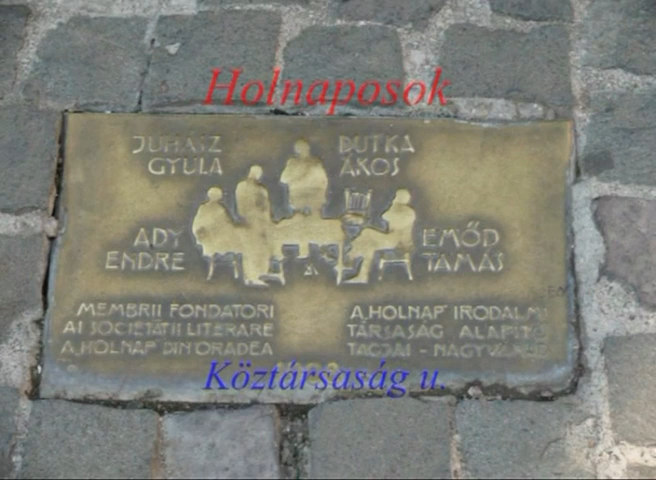 Holnaposok
JUHÁSZ
GYULA
DUTKA
ÁKOS
ADY
ENDRE
EMŐD
TAMÁS
MEMBRII FONDATORI
AI SOCIETĂȚII LITERARE
"A HOLNAP" DIN ORADEA
"A HOLNAP" IRODALMI
TÁRSASÁG ALAPÍTÓ
TAGJAI - NAGYVÁRAD
Köztársaság u.